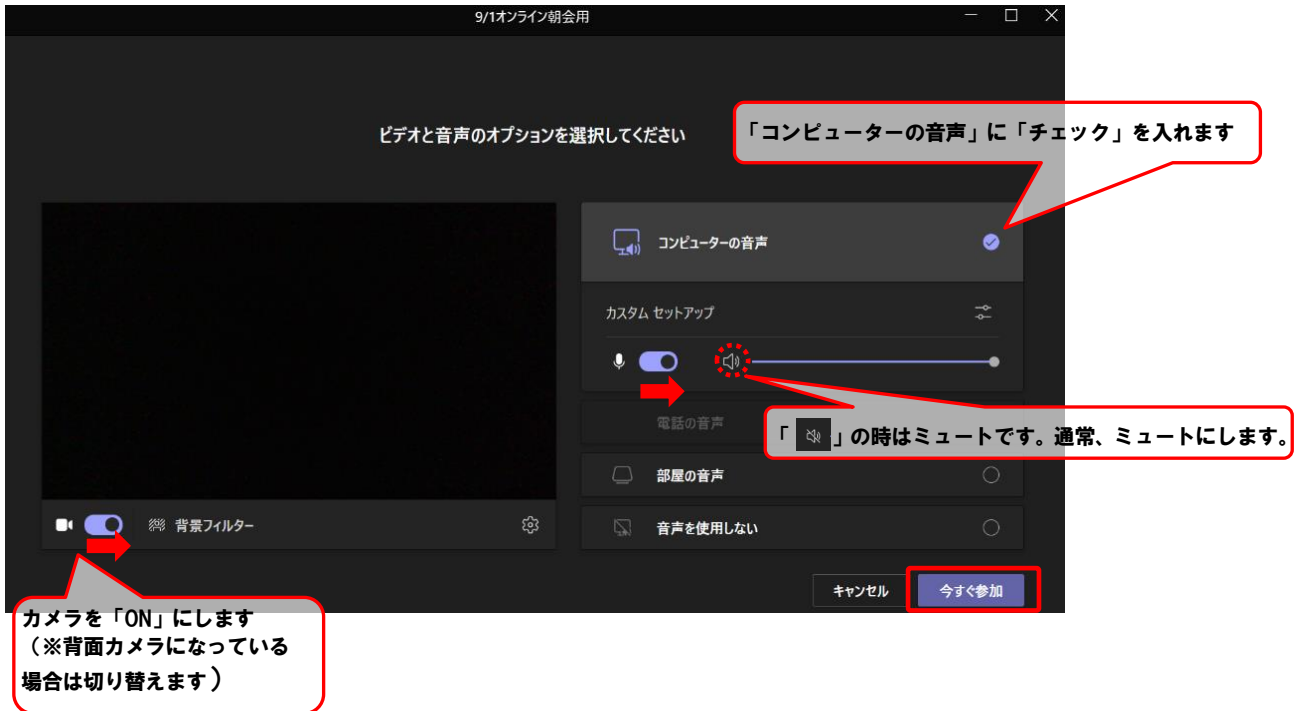 9/1オンライン朝会用
ビデオと音声のオプションを選択してください
「コンピューターの音声」に「チェック」を入れます
コンピューターの音声
カスタム セットアップ
電話の音声
「 」の時はミュートです。通常、ミュートにします。
部屋の音声
背景フィルター
音声を使用しない
キャンセル
今すぐ参加
カメラを「ON」にします
（※背面カメラになっている
場合は切り替えます）